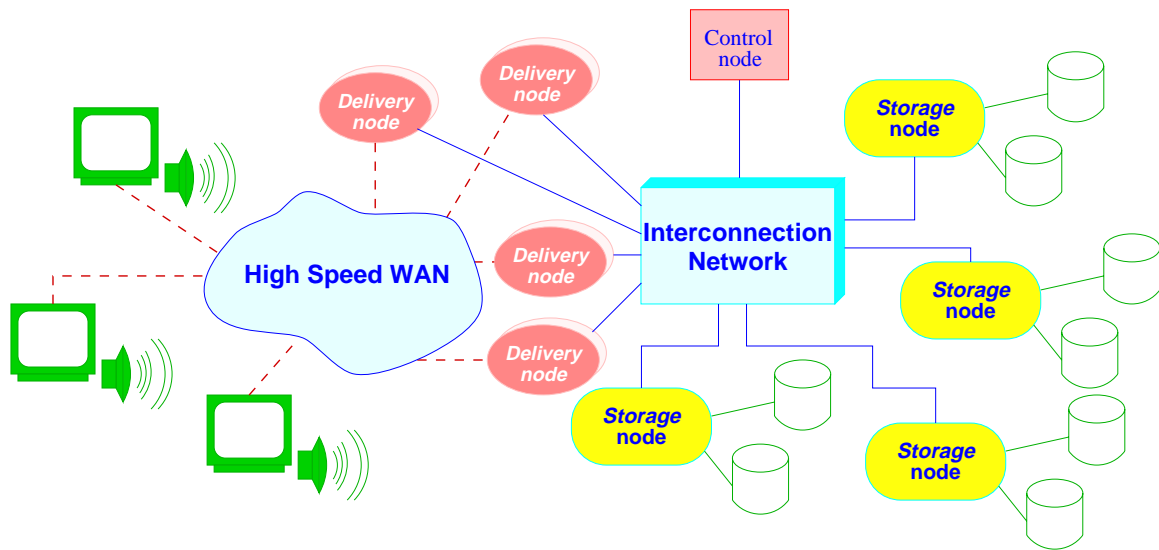 Control
node
Delivery
node
Delivery
node
Storage
node
Interconnection
Network
Delivery
node
High Speed WAN
Storage
node
Delivery
node
Storage
node
Storage
node